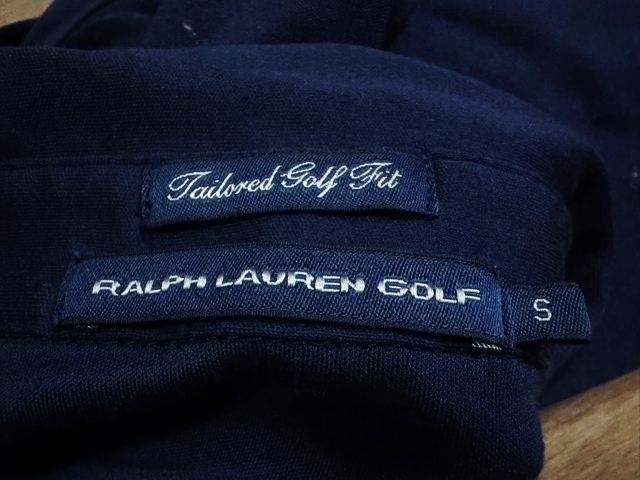 Tailored Golf Fit
RALPH LAUREN GOLF
S